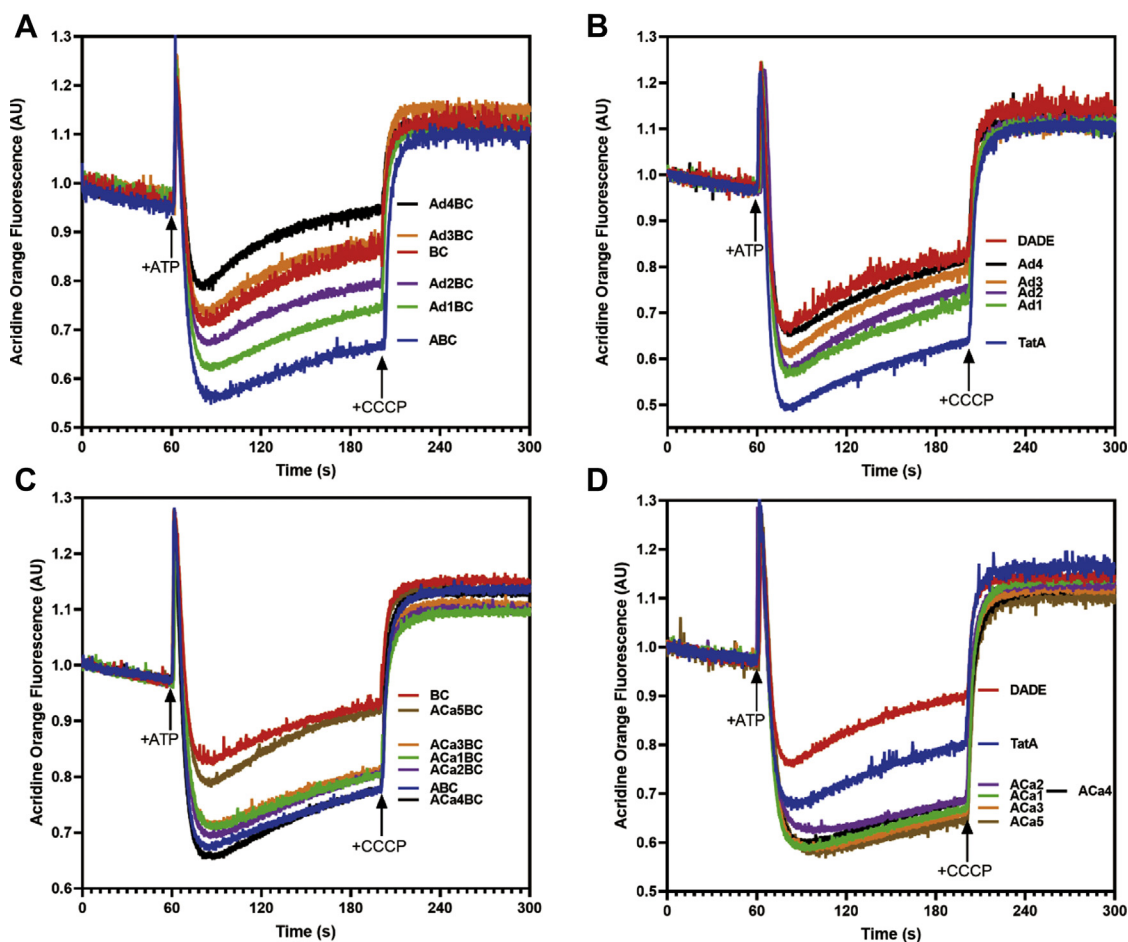 A
Acridine Orange Fluorescence (AU)
1.3
1.2
1.1
1.0
0.9
0.8
0.7
0.6
0.5
+ATP
+CCCP
Ad4BC
Ad3BC
BC
Ad2BC
Ad1BC
ABC
0 60 120 180 240 300
Time (s)
B
Acridine Orange Fluorescence (AU)
1.3
1.2
1.1
1.0
0.9
0.8
0.7
0.6
0.5
+ATP
+CCCP
DADE
Ad4
Ad3
Ad2
Ad1
TatA
0 60 120 180 240 300
Time (s)
C
Acridine Orange Fluorescence (AU)
1.3
1.2
1.1
1.0
0.9
0.8
0.7
0.6
+ATP
+CCCP
BC
ACa5BC
ACa3BC
ACa1BC
ACa2BC
ABC
ACa4BC
0 60 120 180 240 300
Time (s)
D
Acridine Orange Fluorescence (AU)
1.3
1.2
1.1
1.0
0.9
0.8
0.7
0.6
0.5
+ATP
+CCCP
DADE
TatA
ACa2
ACa1 ACa4
ACa3
ACa5
0 60 120 180 240 300
Time (s)